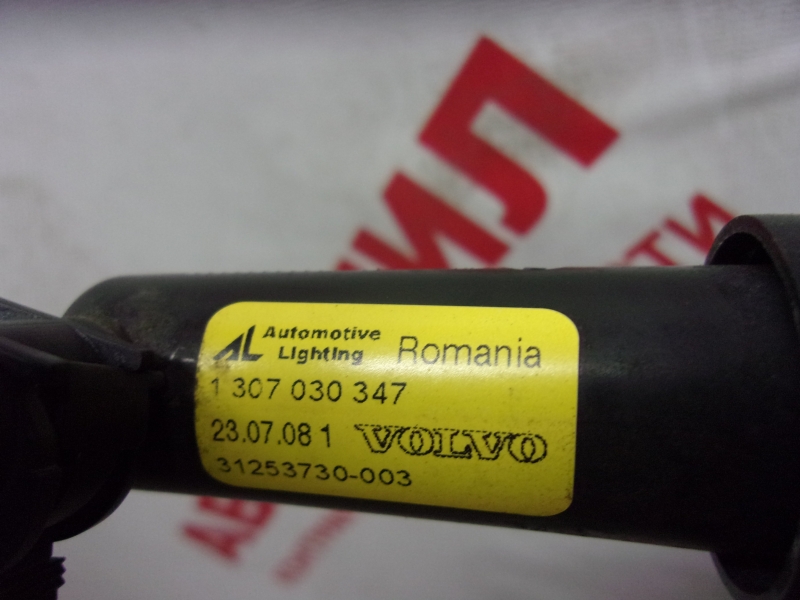 AL Automotive Lighting Romania
1 307 030 347
23.07.08 1 VOLVO
31253730-003